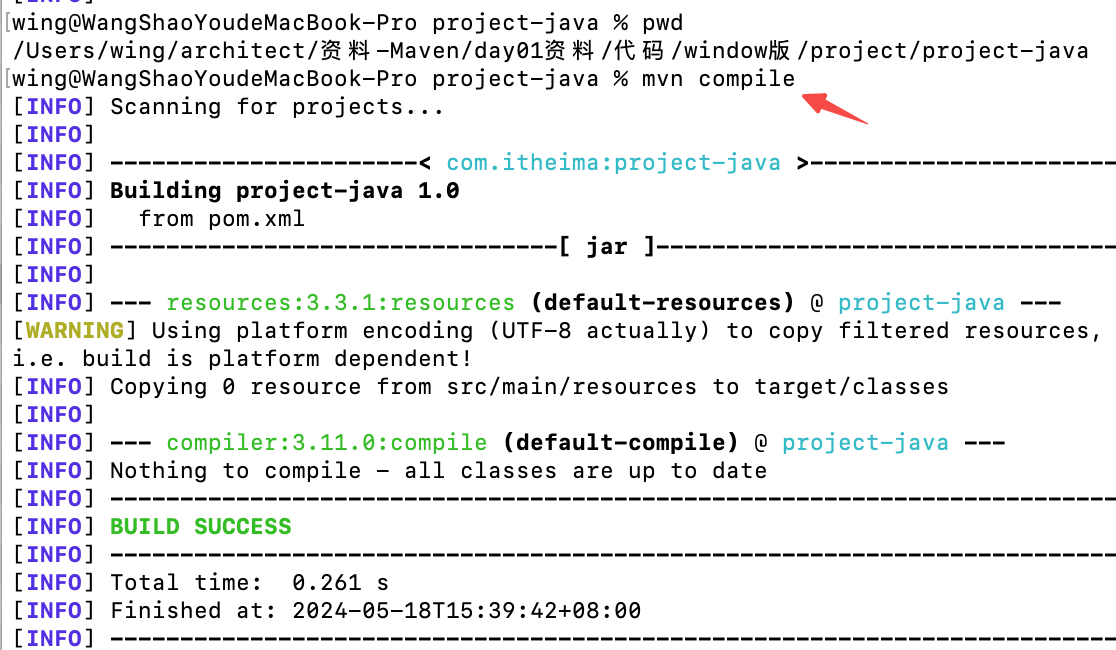 [wing@WangShaoYoudeMacBook-Pro project-java % pwd
/Users/wing/architect/资料-Maven/day01资料/代码/window版/project/project-java
[wing@WangShaoYoudeMacBook-Pro project-java % mvn compile
[INFO] Scanning for projects...
[INFO]
[INFO] ----------------------< com.itheima:project-java >----------------------
[INFO] Building project-java 1.0
[INFO]   from pom.xml
[INFO] --------------------------------[ jar ]---------------------------------
[INFO]
[INFO] --- resources:3.3.1:resources (default-resources) @ project-java ---
[WARNING] Using platform encoding (UTF-8 actually) to copy filtered resources,
i.e. build is platform dependent!
[INFO] Copying 0 resource from src/main/resources to target/classes
[INFO]
[INFO] --- compiler:3.11.0:compile (default-compile) @ project-java ---
[INFO] Nothing to compile - all classes are up to date
[INFO] ------------------------------------------------------------------------
[INFO] BUILD SUCCESS
[INFO] ------------------------------------------------------------------------
[INFO] Total time:  0.261 s
[INFO] Finished at: 2024-05-18T15:39:42+08:00
[INFO] ------------------------------------------------------------------------